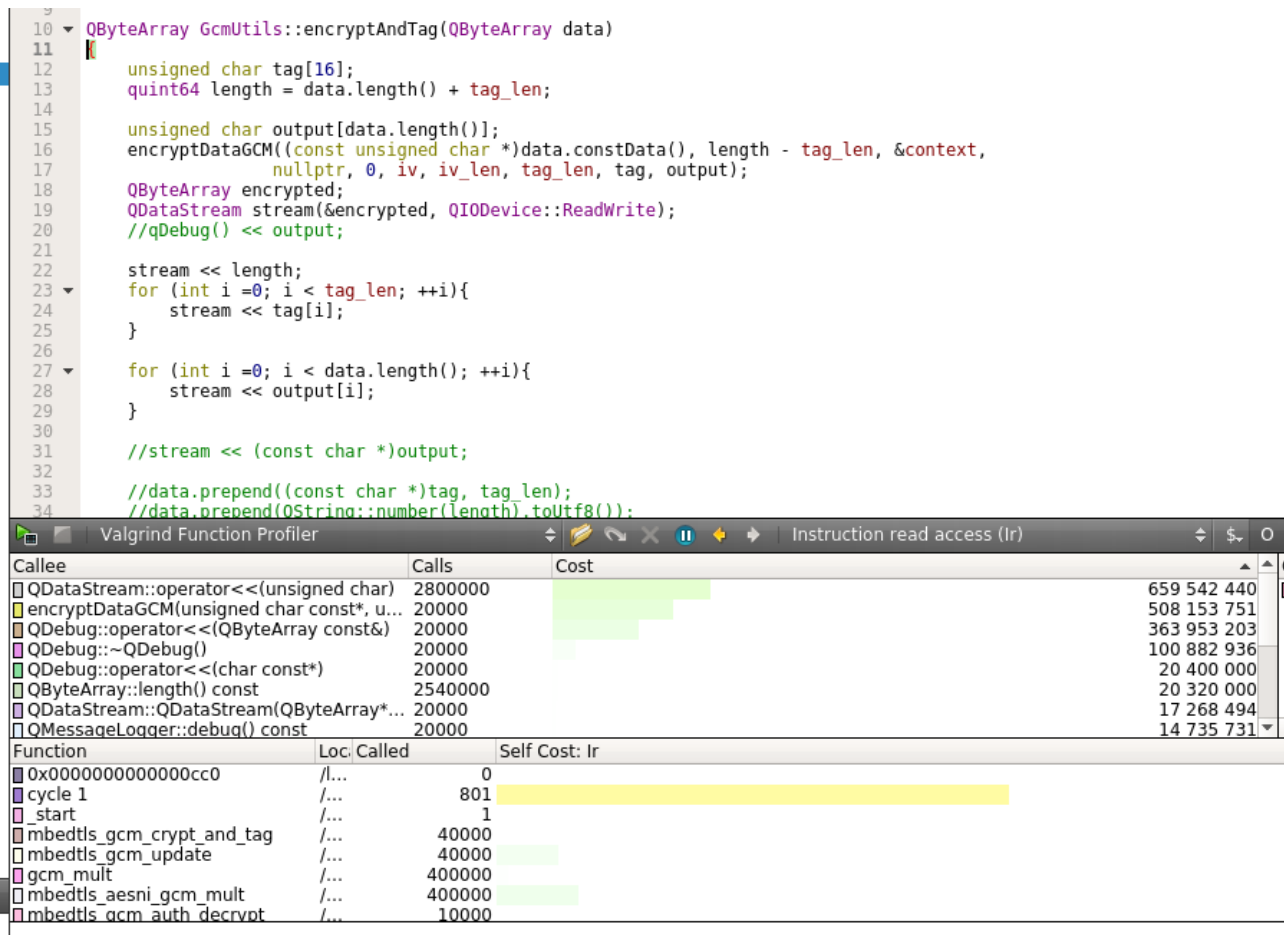 9
10 QByteArray GcmUtils::encryptAndTag(QByteArray data)
11 {
12 unsigned char tag[16];
13 quint64 length = data.length() + tag_len;
14
15 unsigned char output[data.length()];
16 encryptDataGCM((const unsigned char *)data.constData(), length - tag_len, &context,
17 nullptr, 0, iv, iv_len, tag_len, tag, output);
18 QByteArray encrypted;
19 QDataStream stream(&encrypted, QIODevice::ReadWrite);
20 //qDebug() << output;
21
22 stream << length;
23 for (int i =0; i < tag_len; ++i){
24 stream << tag[i];
25 }
26
27 for (int i =0; i < data.length(); ++i){
28 stream << output[i];
29 }
30
31 //stream << (const char *)output;
32
33 //data.prepend((const char *)tag, tag_len);
34 //data.prepend(QString::number(length).toUtf8());
Valgrind Function Profiler Instruction read access (Ir) $ O
Callee Calls Cost
QDataStream::operator<<(unsigned char) 2800000 659 542 440
encryptDataGCM(unsigned char const*, u... 20000 508 153 751
QDebug::operator<<(QByteArray const&) 20000 363 953 203
QDebug::~QDebug() 20000 100 882 936
QDebug::operator<<(char const*) 20000 20 400 000
QByteArray::length() const 2540000 20 320 000
QDataStream::QDataStream(QByteArray*... 20000 17 268 494
QMessageLogger::debug() const 20000 14 735 731
Function Loc Called Self Cost: Ir
0x0000000000000cc0 /l... 0
cycle 1 /... 801
_start /... 1
mbedtls_gcm_crypt_and_tag /... 40000
mbedtls_gcm_update /... 40000
gcm_mult /... 400000
mbedtls_aesni_gcm_mult /... 400000
mbedtls_gcm_auth_decrypt /... 10000